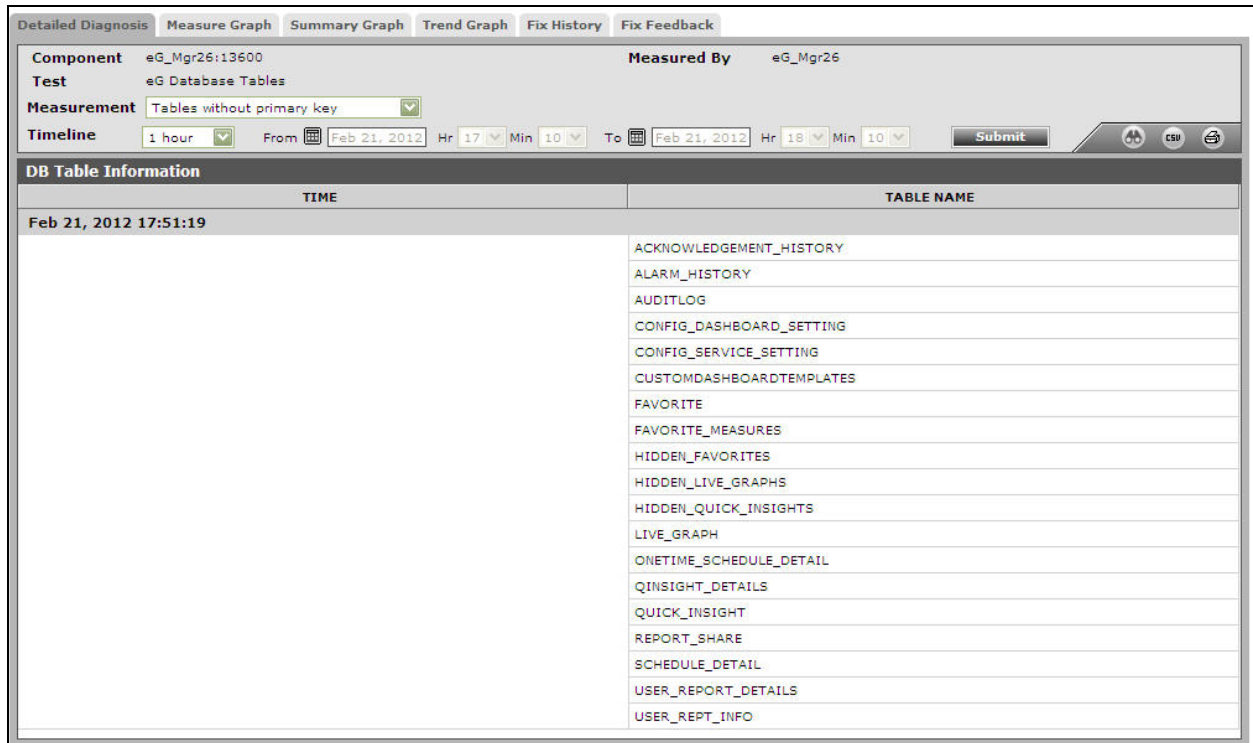 Detailed Diagnosis Measure Graph Summary Graph Trend Graph Fix History Fix Feedback
Component eG_Mgr26:13600 Measured By eG_Mgr26
Test eG Database Tables
Measurement Tables without primary key
Timeline 1 hour From Feb 21, 2012 Hr 17 Min 10 To Feb 21, 2012 Hr 18 Min 10 Submit CSV
DB Table Information
TIME TABLE NAME
Feb 21, 2012 17:51:19
ACKNOWLEDGEMENT_HISTORY
ALARM_HISTORY
AUDITLOG
CONFIG_DASHBOARD_SETTING
CONFIG_SERVICE_SETTING
CUSTOMDASHBOARDTEMPLATES
FAVORITE
FAVORITE_MEASURES
HIDDEN_FAVORITES
HIDDEN_LIVE_GRAPHS
HIDDEN_QUICK_INSIGHTS
LIVE_GRAPH
ONETIME_SCHEDULE_DETAIL
QINSIGHT_DETAILS
QUICK_INSIGHT
REPORT_SHARE
SCHEDULE_DETAIL
USER_REPORT_DETAILS
USER_REPT_INFO